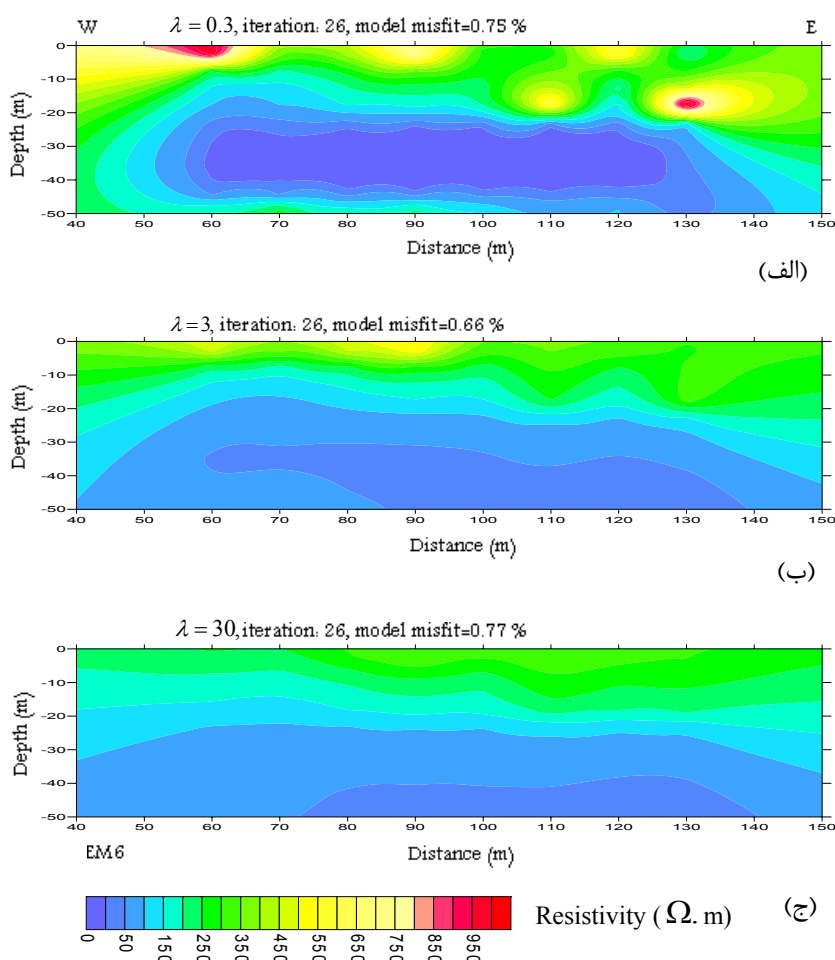 W λ = 0.3, iteration: 26, model misfit=0.75 % E
0
-10
-20
-30
-40
-50
Depth (m)
40 50 60 70 80 90 100 110 120 130 140 150
Distance (m)
(الف)
λ = 3, iteration: 26, model misfit=0.66 %
0
-10
-20
-30
-40
-50
Depth (m)
40 50 60 70 80 90 100 110 120 130 140 150
Distance (m)
(ب)
λ = 30, iteration: 26, model misfit=0.77 %
0
-10
-20
-30
-40
-50
Depth (m)
40 50 60 70 80 90 100 110 120 130 140 150
EM6 Distance (m)
Resistivity ( Ω. m) (ج)
0 50 150 250 350 450 550 650 750 850 950